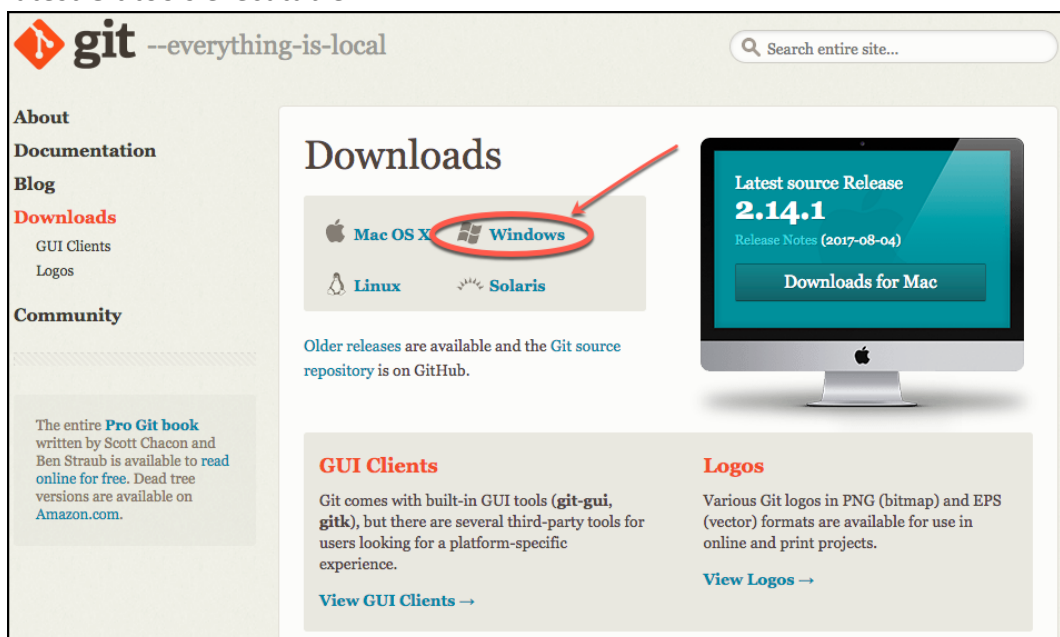 git --everything-is-local
Search entire site...
About
Documentation
Blog
Downloads
GUI Clients
Logos
Community
The entire Pro Git book
written by Scott Chacon and
Ben Straub is available to read
online for free. Dead tree
versions are available on
Amazon.com.
Downloads
Mac OS X
Windows
Linux
Solaris
Older releases are available and the Git source
repository is on GitHub.
Latest source Release
2.14.1
Release Notes (2017-08-04)
Downloads for Mac
GUI Clients
Git comes with built-in GUI tools (git-gui,
gitk), but there are several third-party tools for
users looking for a platform-specific
experience.
View GUI Clients →
Logos
Various Git logos in PNG (bitmap) and EPS
(vector) formats are available for use in
online and print projects.
View Logos →